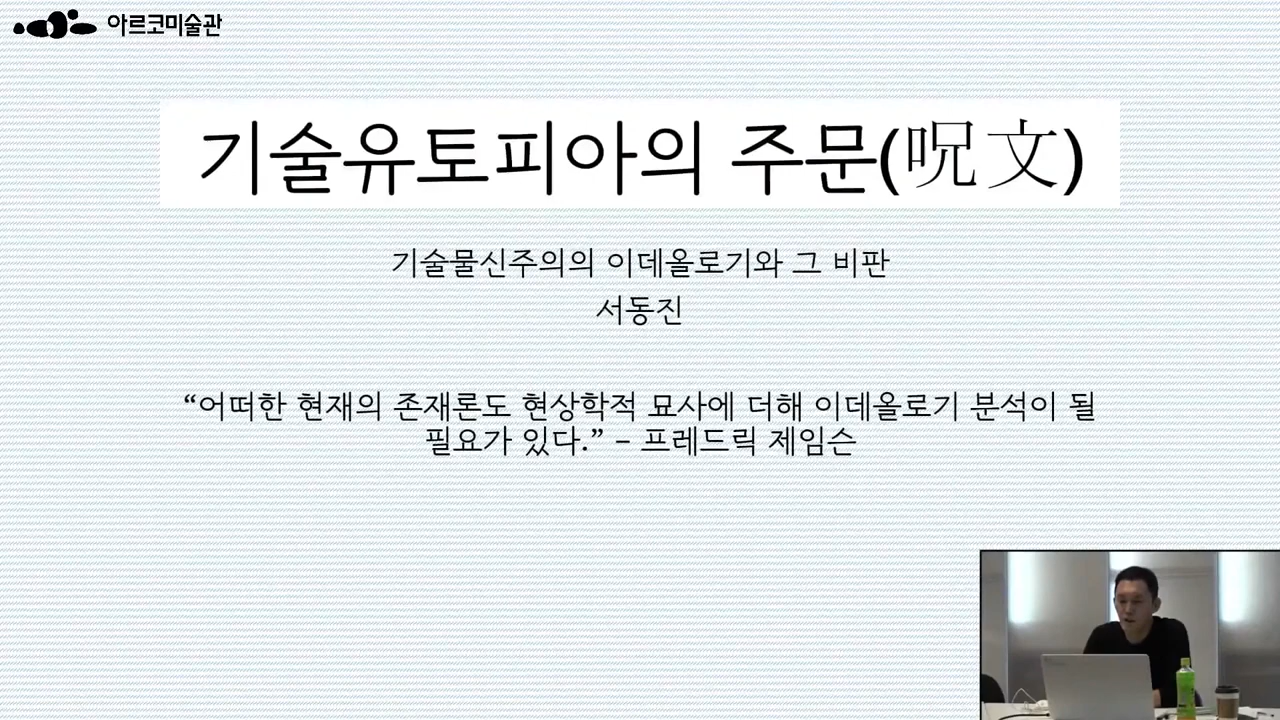 아르코미술관
기술유토피아의 주문(呪文)
기술물신주의의 이데올로기와 그 비판
서동진
“어떠한 현재의 존재론도 현상학적 묘사에 더해 이데올로기 분석이 될
필요가 있다.” – 프레드릭 제임슨